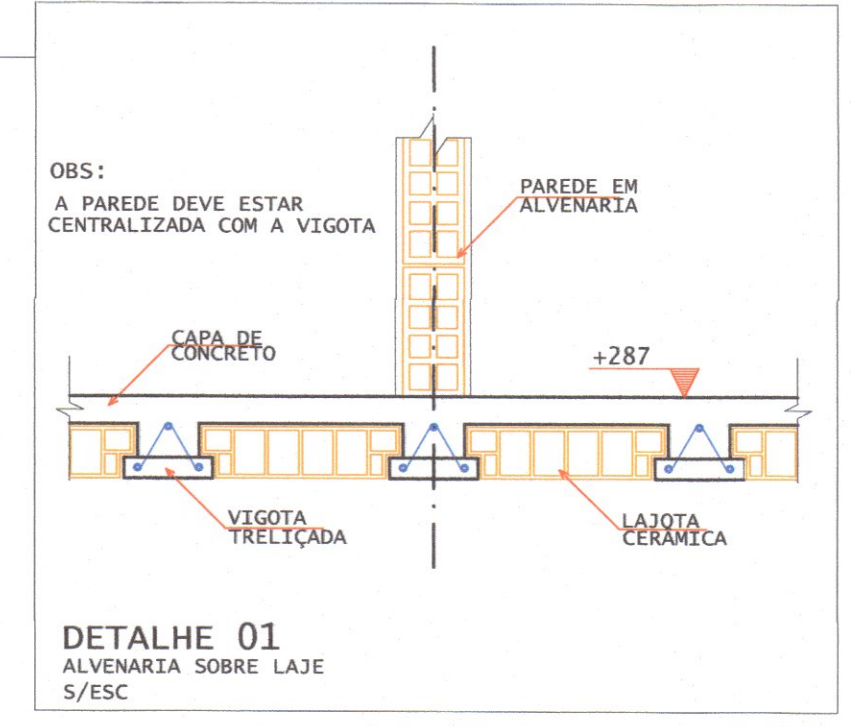 OBS:
A PAREDE DEVE ESTAR
CENTRALIZADA COM A VIGOTA
PAREDE EM
ALVENARIA
CAPA DE
CONCRETO
+287
VIGOTA
TRELIÇADA
LAJOTA
CERÂMICA
DETALHE 01
ALVENARIA SOBRE LAJE
S/ESC